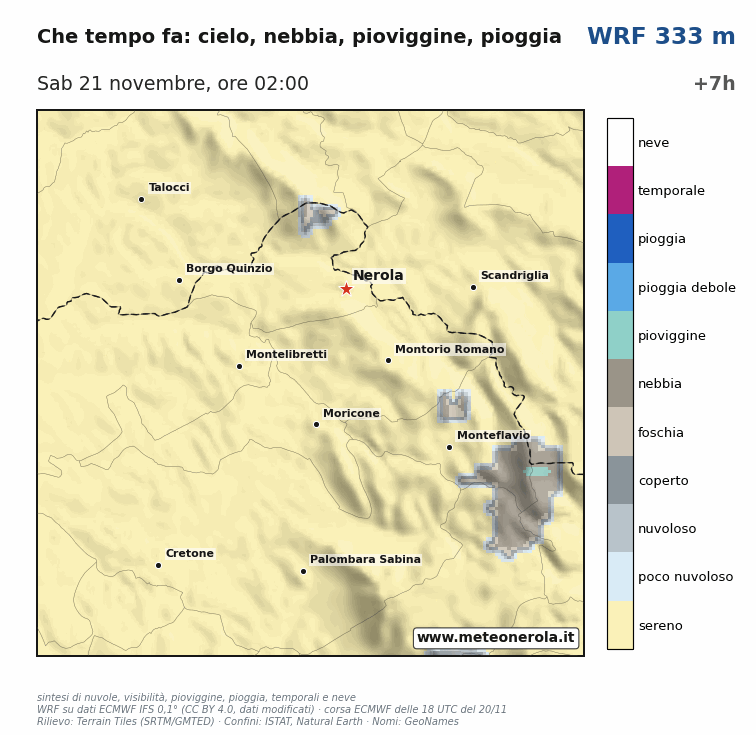 Che tempo fa: cielo, nebbia, pioviggine, pioggia
WRF 333 m
Sab 21 novembre, ore 02:00
+7h
neve
temporale
pioggia
pioggia debole
pioviggine
nebbia
foschia
coperto
nuvoloso
poco nuvoloso
sereno
Talocci
Borgo Quinzio
Nerola
Scandriglia
Montelibretti
Montorio Romano
Moricone
Monteflavio
Cretone
Palombara Sabina
www.meteonerola.it
sintesi di nuvole, visibilità, pioviggine, pioggia, temporali e neve
WRF su dati ECMWF IFS 0,1° (CC BY 4.0, dati modificati) · corsa ECMWF delle 18 UTC del 20/11
Rilievo: Terrain Tiles (SRTM/GMTED) · Confini: ISTAT, Natural Earth · Nomi: GeoNames